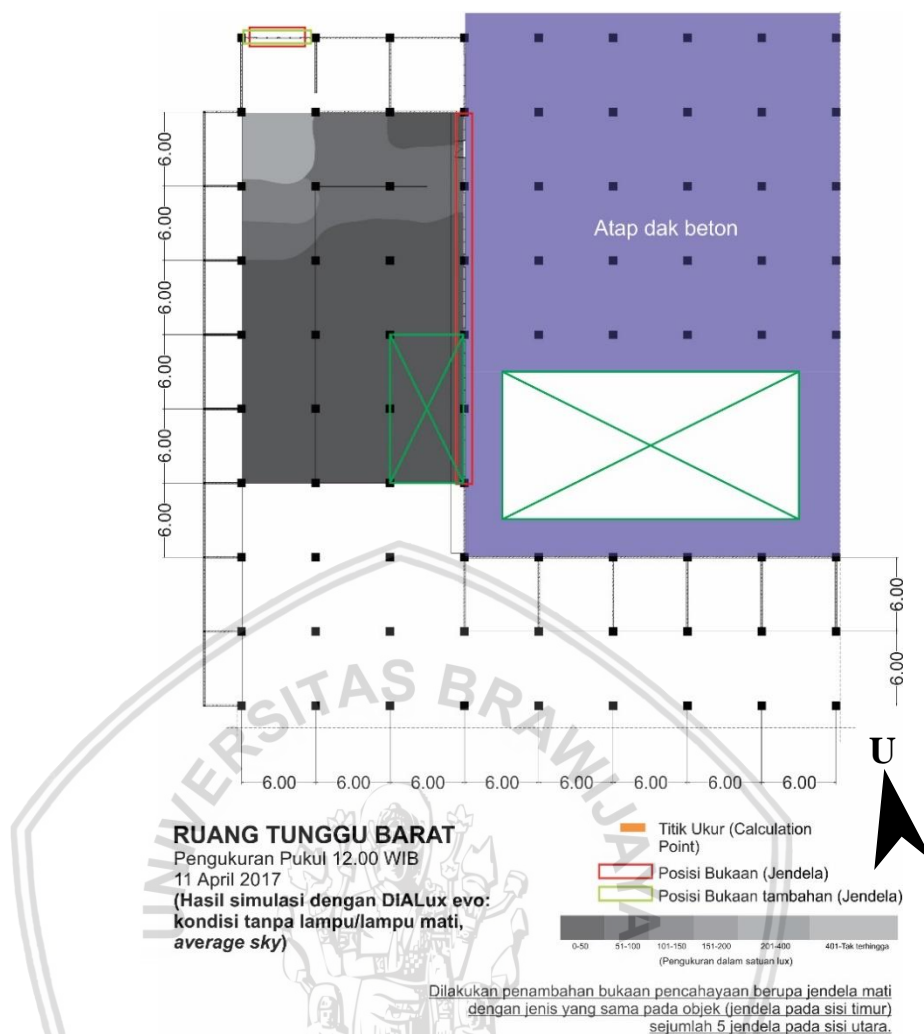 6.00
6.00
6.00
6.00
6.00
6.00
Atap dak beton
6.00
6.00
6.00 6.00 6.00 6.00 6.00 6.00 6.00 6.00
U
UNIVERSITAS BRAWIJAYA
RUANG TUNGGU BARAT
Pengukuran Pukul 12.00 WIB
11 April 2017
(Hasil simulasi dengan DIALux evo:
kondisi tanpa lampu/lampu mati,
average sky)
Titik Ukur (Calculation
Point)
Posisi Bukaan (Jendela)
Posisi Bukaan tambahan (Jendela)
0-50 51-100 101-150 151-200 201-400 401-Tak terhingga
(Pengukuran dalam satuan lux)
Dilakukan penambahan bukaan pencahayaan berupa jendela mati
dengan jenis yang sama pada objek (jendela pada sisi timur)
sejumlah 5 jendela pada sisi utara.